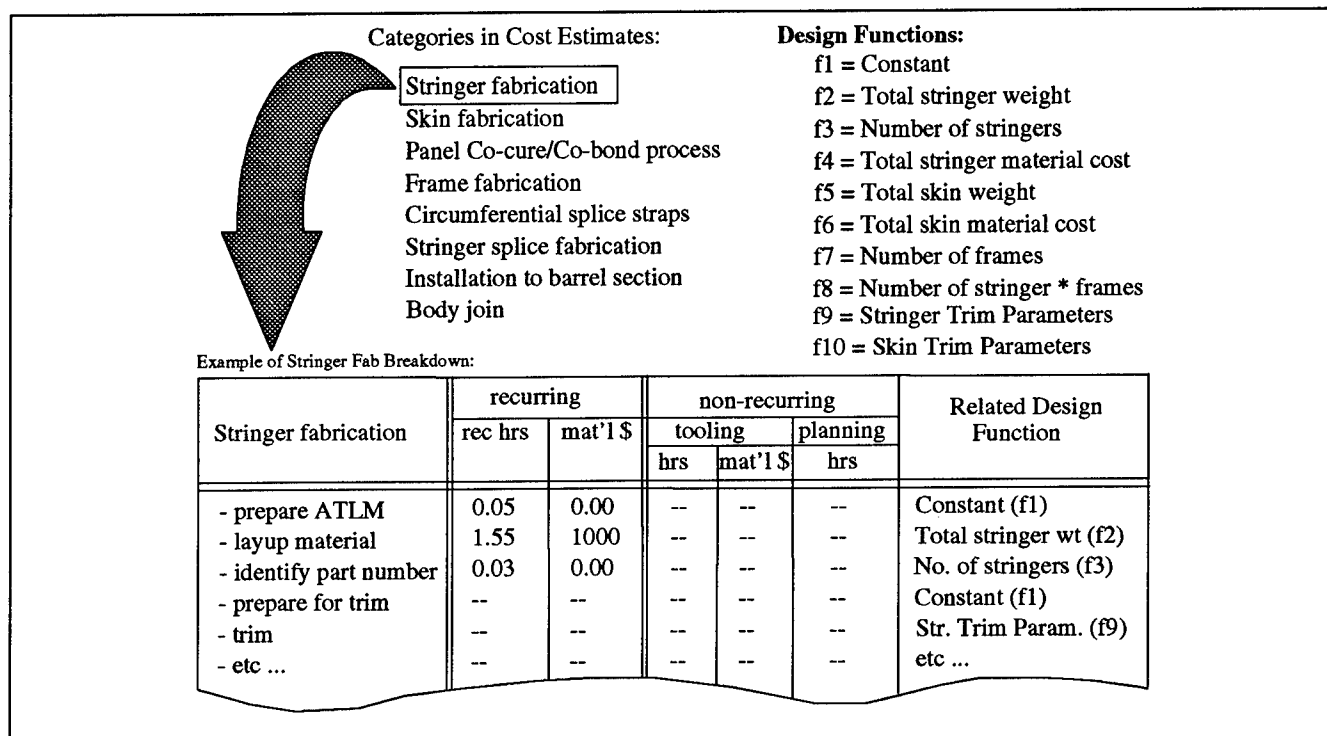 Categories in Cost Estimates:
Stringer fabrication
Skin fabrication
Panel Co-cure/Co-bond process
Frame fabrication
Circumferential splice straps
Stringer splice fabrication
Installation to barrel section
Body join
Design Functions:
f1 = Constant
f2 = Total stringer weight
f3 = Number of stringers
f4 = Total stringer material cost
f5 = Total skin weight
f6 = Total skin material cost
f7 = Number of frames
f8 = Number of stringer * frames
f9 = Stringer Trim Parameters
f10 = Skin Trim Parameters
Example of Stringer Fab Breakdown:
Stringer fabrication recurring non-recurring Related Design Function
rec hrs mat'l $ tooling planning
hrs mat'l $ hrs
- prepare ATLM 0.05 0.00 -- -- -- Constant (f1)
- layup material 1.55 1000 -- -- -- Total stringer wt (f2)
- identify part number 0.03 0.00 -- -- -- No. of stringers (f3)
- prepare for trim -- -- -- -- -- Constant (f1)
- trim -- -- -- -- -- Str. Trim Param. (f9)
- etc ... -- -- -- -- -- etc ...